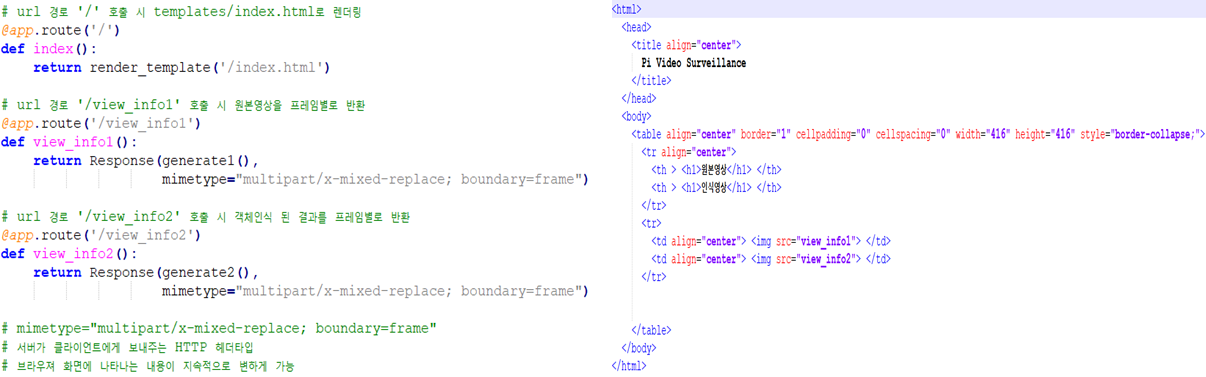 # url 경로 '/' 호출 시 templates/index.html로 렌더링
@app.route('/')
def index():
    return render_template('/index.html')

# url 경로 '/view_info1' 호출 시 원본영상을 프레임별로 반환
@app.route('/view_info1')
def view_info1():
    return Response(generate1(),
                    mimetype="multipart/x-mixed-replace; boundary=frame")

# url 경로 '/view_info2' 호출 시 객체인식 된 결과를 프레임별로 반환
@app.route('/view_info2')
def view_info2():
    return Response(generate2(),
                    mimetype="multipart/x-mixed-replace; boundary=frame")

# mimetype="multipart/x-mixed-replace; boundary=frame"
# 서버가 클라이언트에게 보내주는 HTTP 헤더타입
# 브라우져 화면에 나타나는 내용이 지속적으로 변하게 가능
<html>
  <head>
    <title align="center">
      Pi Video Surveillance
    </title>
  </head>
  <body>
    <table align="center" border="1" cellpadding="0" cellspacing="0" width="416" height="416" style="border-collapse;">
      <tr align="center">
        <th > <h1>원본영상</h1> </th>
        <th > <h1>인식영상</h1> </th>
      </tr>
      <tr>
        <td align="center"> <img src="view_info1"> </td>
        <td align="center"> <img src="view_info2"> </td>
      </tr>
    </table>
  </body>
</html>